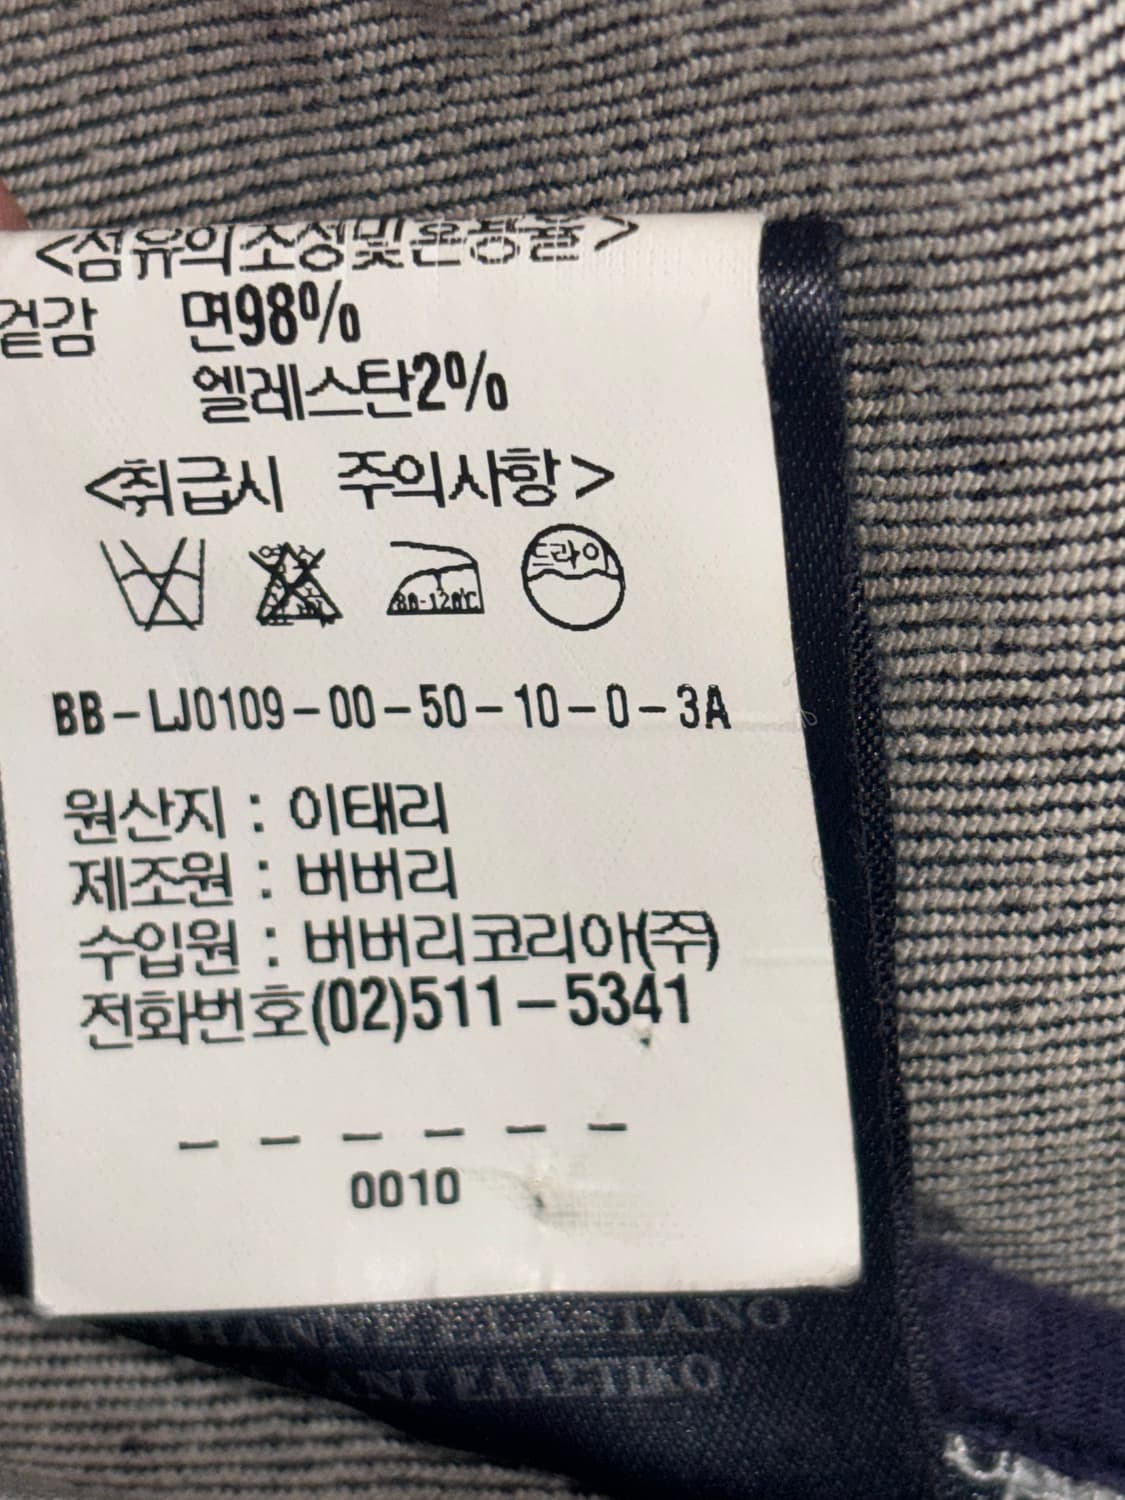 <섬유의조성및혼용율>
겉감 면98%
엘레스탄2%
<취급시 주의사항>
80-120℃ 드라이
BB-LJ0109-00-50-10-0-3A
원산지 : 이태리
제조원 : 버버리
수입원 : 버버리코리아(주)
전화번호(02)511-5341
------
0010
ELASTANO